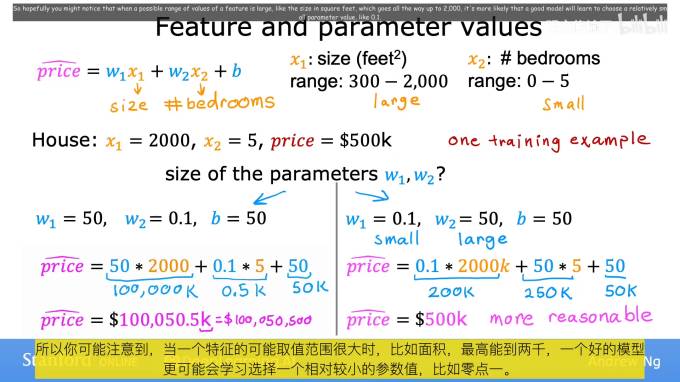 So hopefully you might notice that when a possible range of values of a feature is large, like the size in square feet, which goes all the way up to 2,000, it's more likely that a good model will learn to choose a relatively small parameter value, like 0.1.
Feature and parameter values
price = w₁x₁ + w₂x₂ + b
size #bedrooms
x₁: size (feet²)
range: 300 − 2,000
large
x₂: # bedrooms
range: 0 − 5
small
House: x₁ = 2000, x₂ = 5, price = $500k one training example
size of the parameters w₁, w₂?
w₁ = 50, w₂ = 0.1, b = 50
price = 50 * 2000 + 0.1 * 5 + 50
100,000K 0.5K 50K
price = $100,050.5k = $100,050,500
w₁ = 0.1, w₂ = 50, b = 50
small large
price = 0.1 * 2000k + 50 * 5 + 50
200K 250K 50K
price = $500k more reasonable
所以你可能注意到，当一个特征的可能取值范围很大时，比如面积，最高能到两千，一个好的模型
更可能会学习选择一个相对较小的参数值，比如零点一。
Stanford ONLINE
Andrew Ng
bilibili